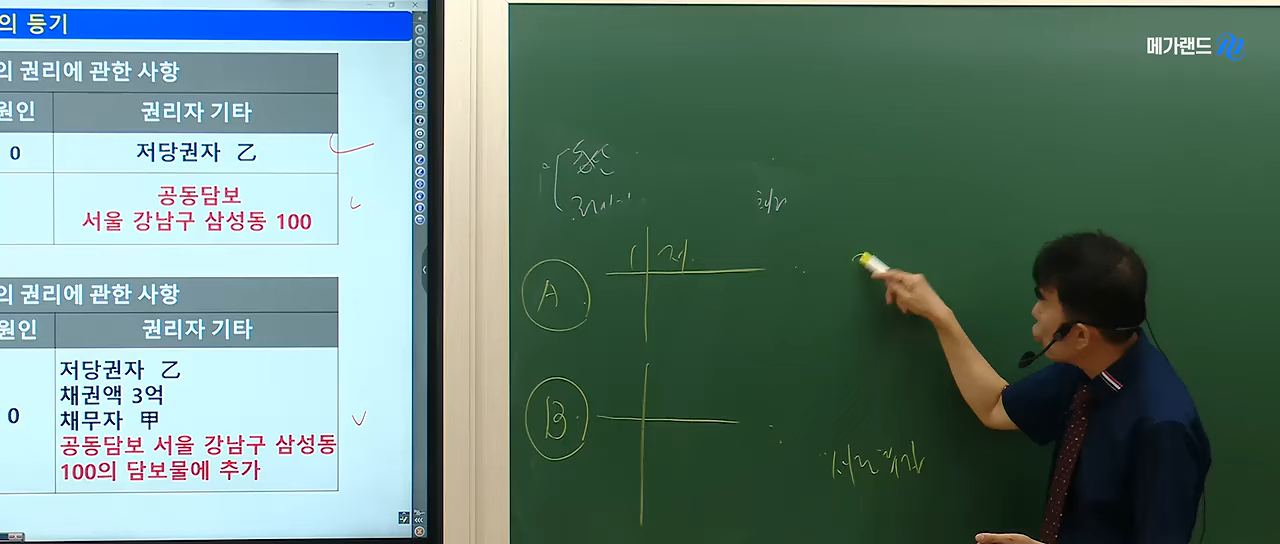 의 등기
의 권리에 관한 사항
원인 권리자 기타
0 저당권자 乙
공동담보
서울 강남구 삼성동 100
의 권리에 관한 사항
원인 권리자 기타
0 저당권자 乙
채권액 3억
채무자 甲
공동담보 서울 강남구 삼성동
100의 담보물에 추가
메가랜드
A
B